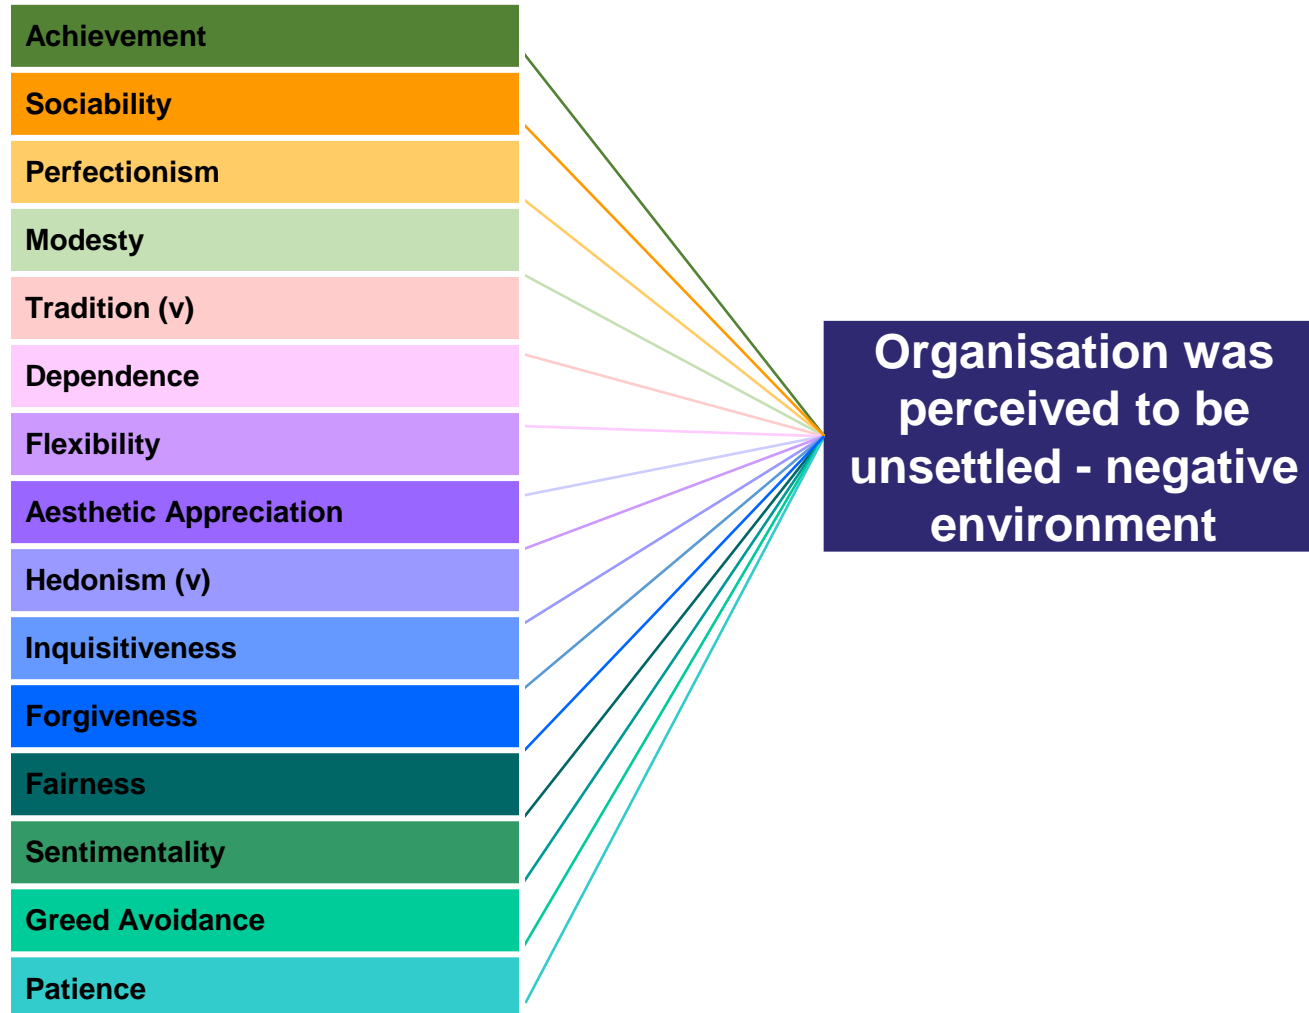 Achievement
Sociability
Perfectionism
Modesty
Tradition (v)
Dependence
Flexibility
Aesthetic Appreciation
Hedonism (v)
Inquisitiveness
Forgiveness
Fairness
Sentimentality
Greed Avoidance
Patience
Organisation was
perceived to be
unsettled - negative
environment